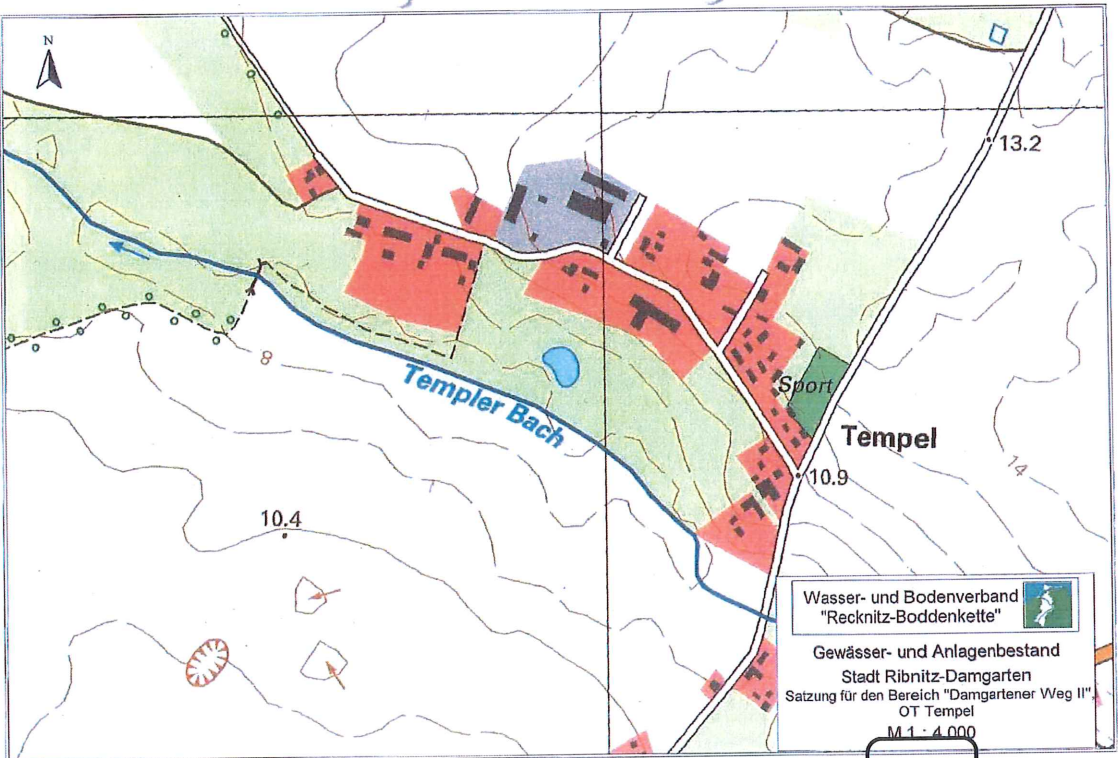 N
13.2
Sport
Tempel
Templer Bach
8
14
10.9
10.4
Wasser- und Bodenverband
"Recknitz-Boddenkette"
Gewässer- und Anlagenbestand
Stadt Ribnitz-Damgarten
Satzung für den Bereich "Damgartener Weg II",
OT Tempel
M 1 : 4 000